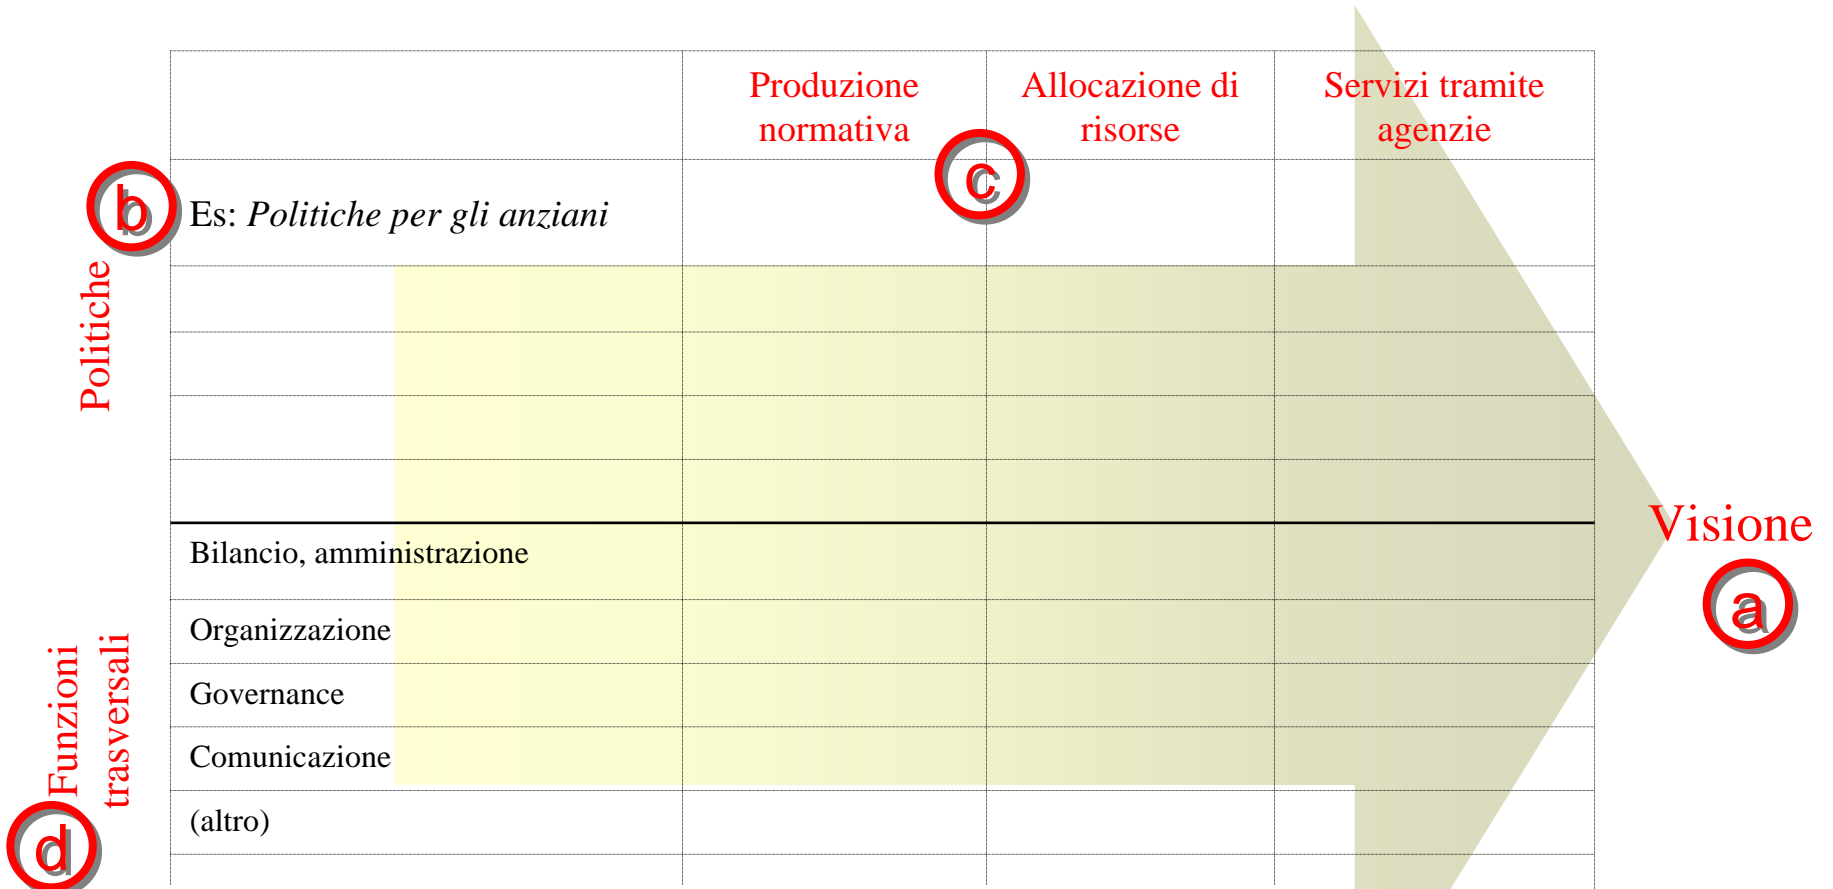 Produzione
normativa
Allocazione di
risorse
Servizi tramite
agenzie
c
b
Es: Politiche per gli anziani
Politiche
Visione
a
Bilancio, amministrazione
Organizzazione
Governance
Comunicazione
(altro)
Funzioni
trasversali
d